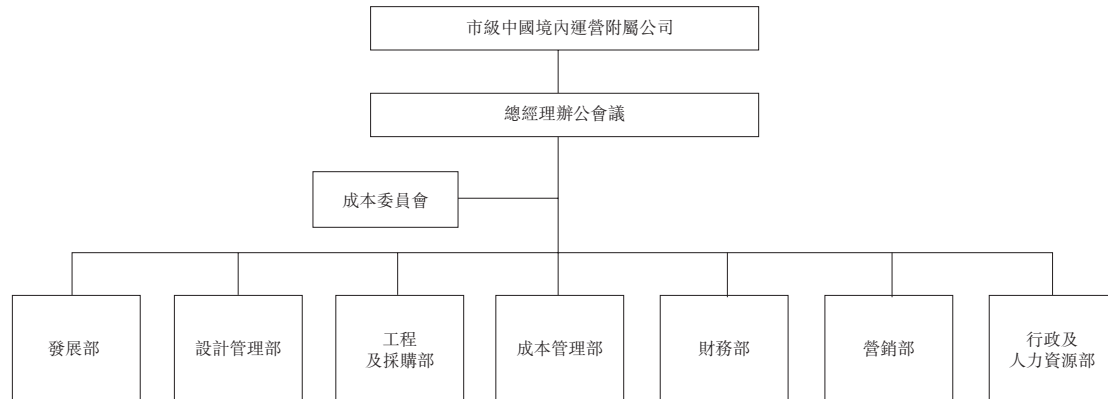 市級中國境內運營附屬公司
總經理辦公會議
成本委員會
發展部
設計管理部
工程
及採購部
成本管理部
財務部
營銷部
行政及
人力資源部